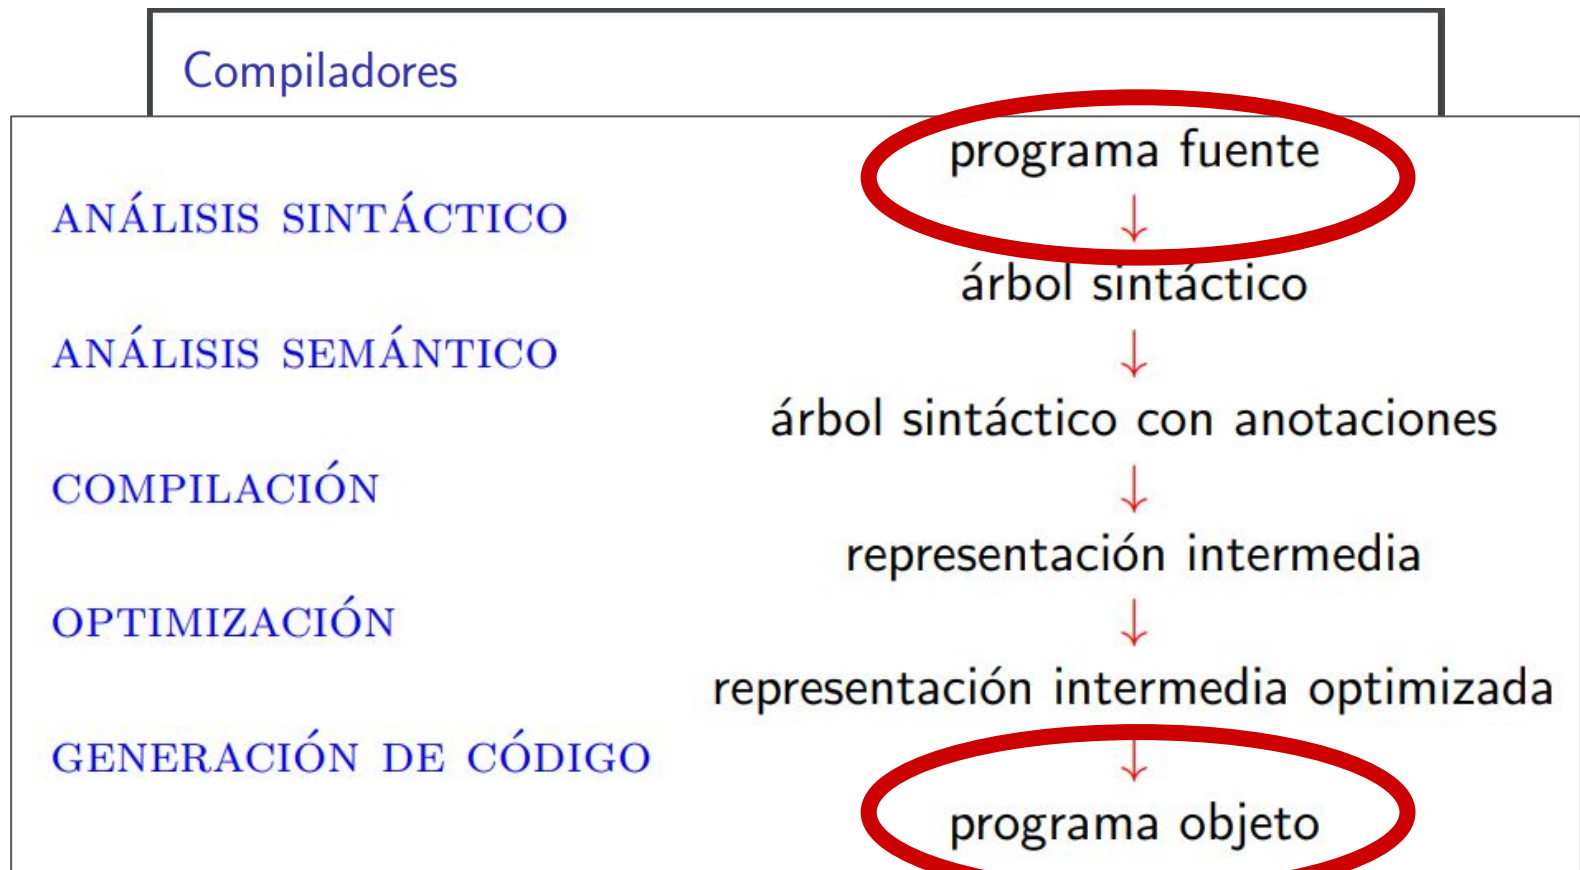 Compiladores
programa fuente
ANÁLISIS SINTÁCTICO
árbol sintáctico
ANÁLISIS SEMÁNTICO
árbol sintáctico con anotaciones
COMPILACIÓN
representación intermedia
OPTIMIZACIÓN
representación intermedia optimizada
GENERACIÓN DE CÓDIGO
programa objeto